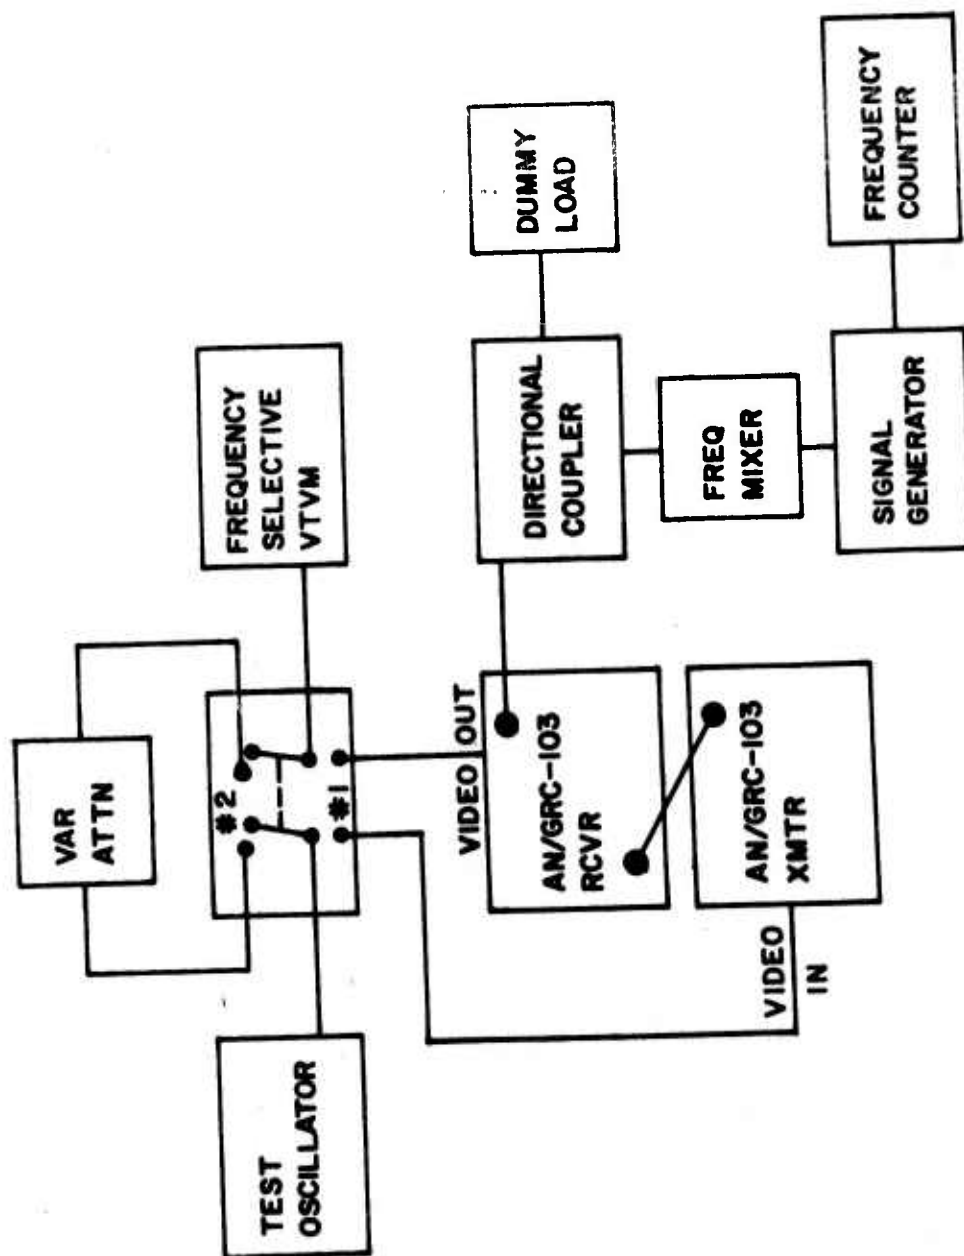 VAR
ATTN
#2
#1
TEST
OSCILLATOR
FREQUENCY
SELECTIVE
VTVM
VIDEO OUT
AN/GRC-103
RCVR
AN/GRC-103
XMTR
VIDEO
IN
DIRECTIONAL
COUPLER
DUMMY
LOAD
FREQ
MIXER
SIGNAL
GENERATOR
FREQUENCY
COUNTER